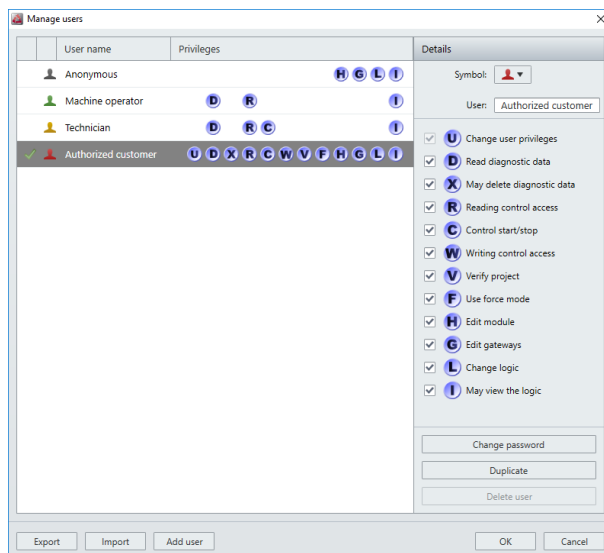 Manage users
User name Privileges Details
Anonymous H G L I
Symbol:
Machine operator D R I
User: Authorized customer
Technician D R C I
Authorized customer U D X R C W V F H G L I
U Change user privileges
D Read diagnostic data
X May delete diagnostic data
R Reading control access
C Control start/stop
W Writing control access
V Verify project
F Use force mode
H Edit module
G Edit gateways
L Change logic
I May view the logic
Change password
Duplicate
Delete user
Export Import Add user OK Cancel